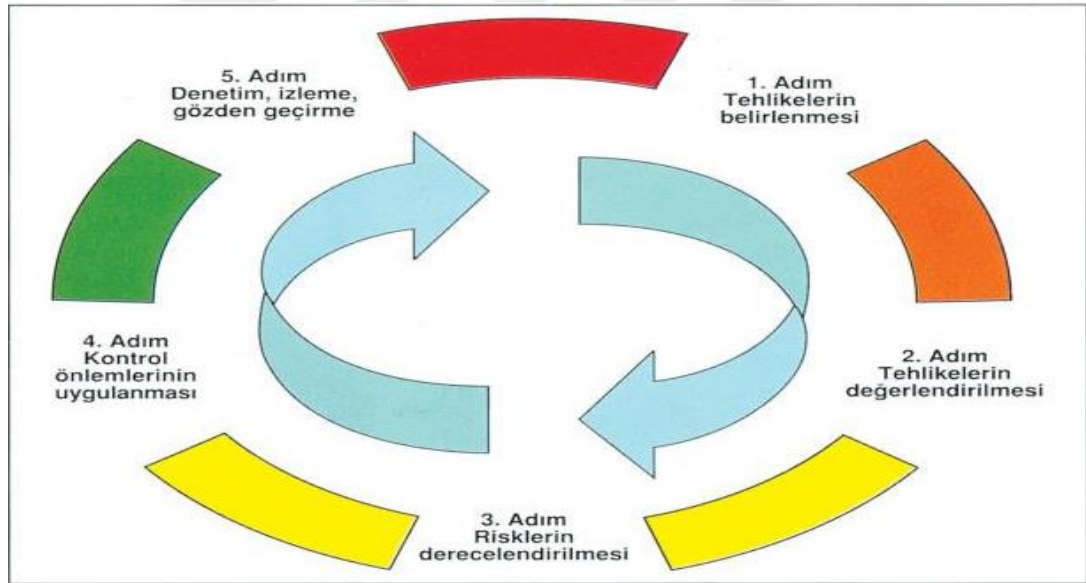 1. Adım
Tehlikelerin
belirlenmesi
2. Adım
Tehlikelerin
değerlendirilmesi
3. Adım
Risklerin
derecelendirilmesi
4. Adım
Kontrol
önlemlerinin
uygulanması
5. Adım
Denetim, izleme,
gözden geçirme